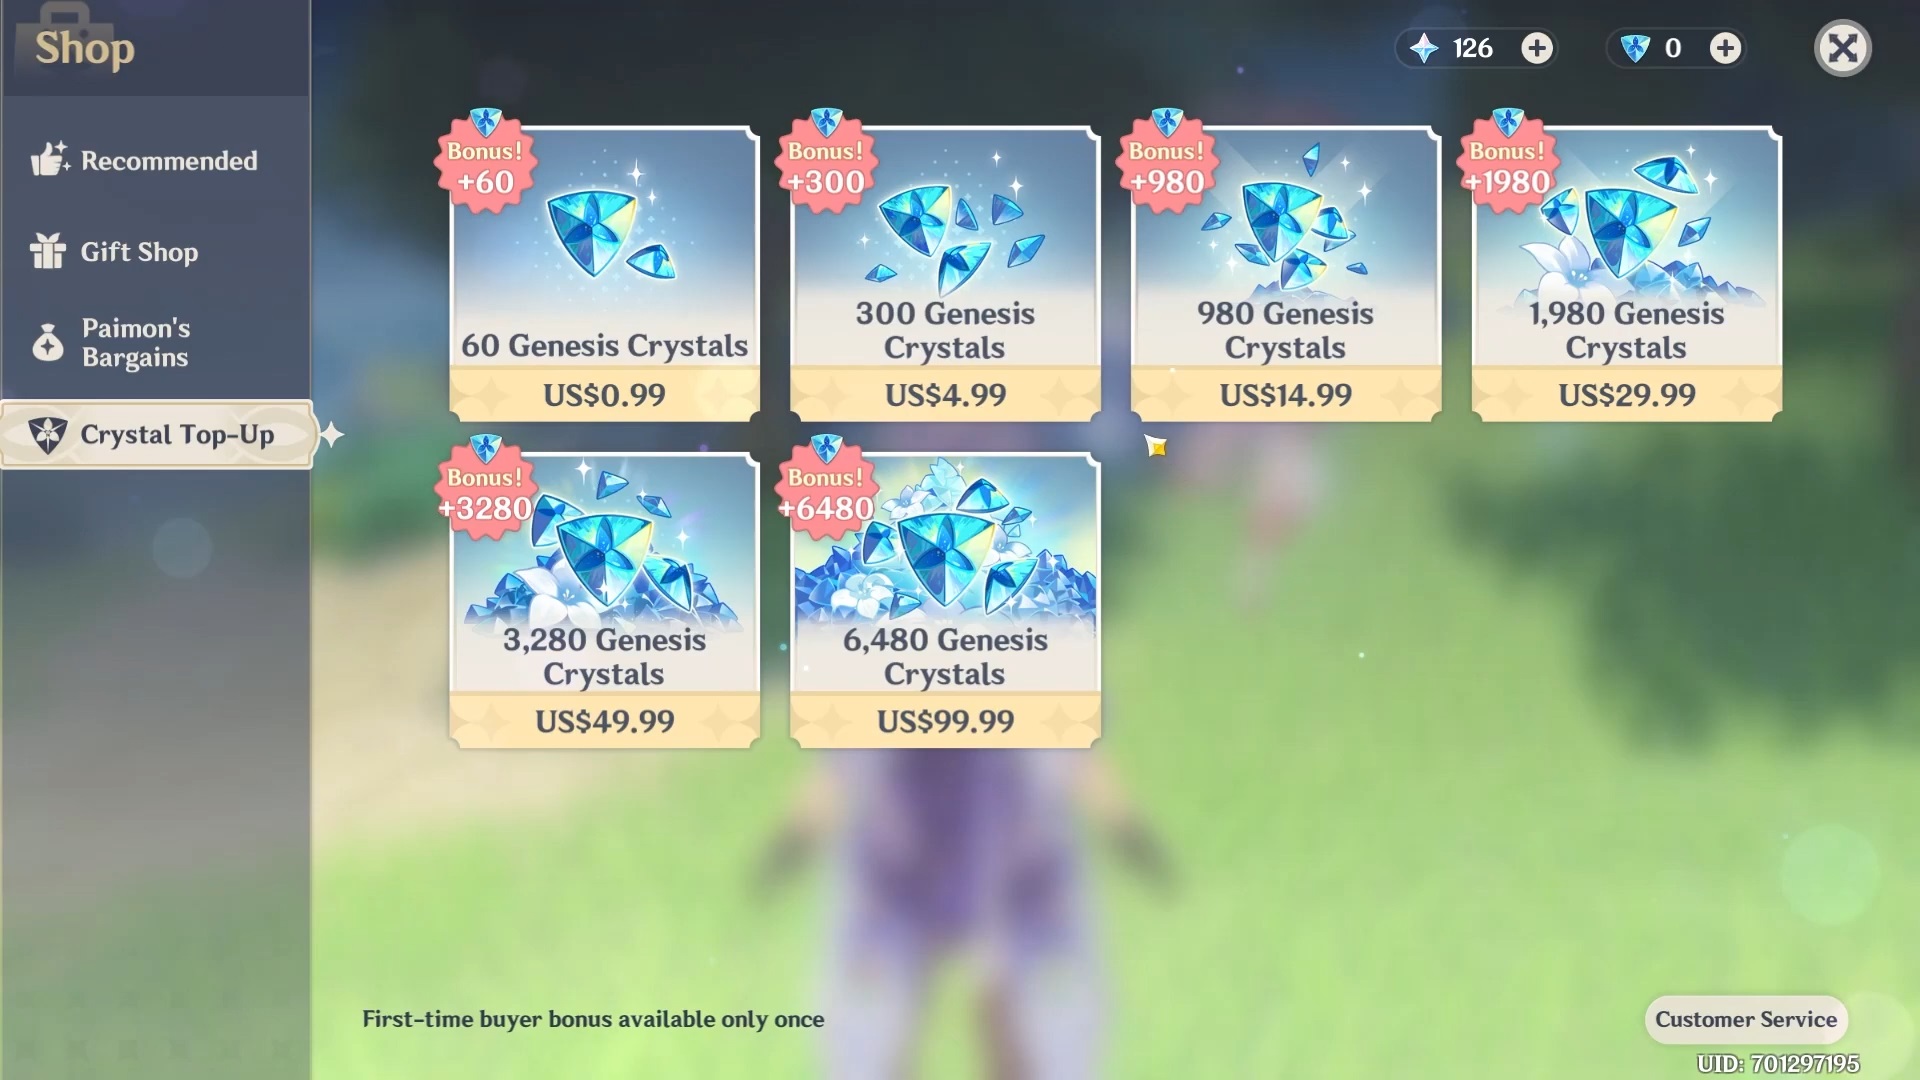 Shop
126
0
Recommended
Gift Shop
Paimon's
Bargains
Crystal Top-Up
Bonus!
+60
60 Genesis Crystals
US$0.99
Bonus!
+300
300 Genesis
Crystals
US$4.99
Bonus!
+980
980 Genesis
Crystals
US$14.99
Bonus!
+1980
1,980 Genesis
Crystals
US$29.99
Bonus!
+3280
3,280 Genesis
Crystals
US$49.99
Bonus!
+6480
6,480 Genesis
Crystals
US$99.99
First-time buyer bonus available only once
Customer Service
UID: 701297195